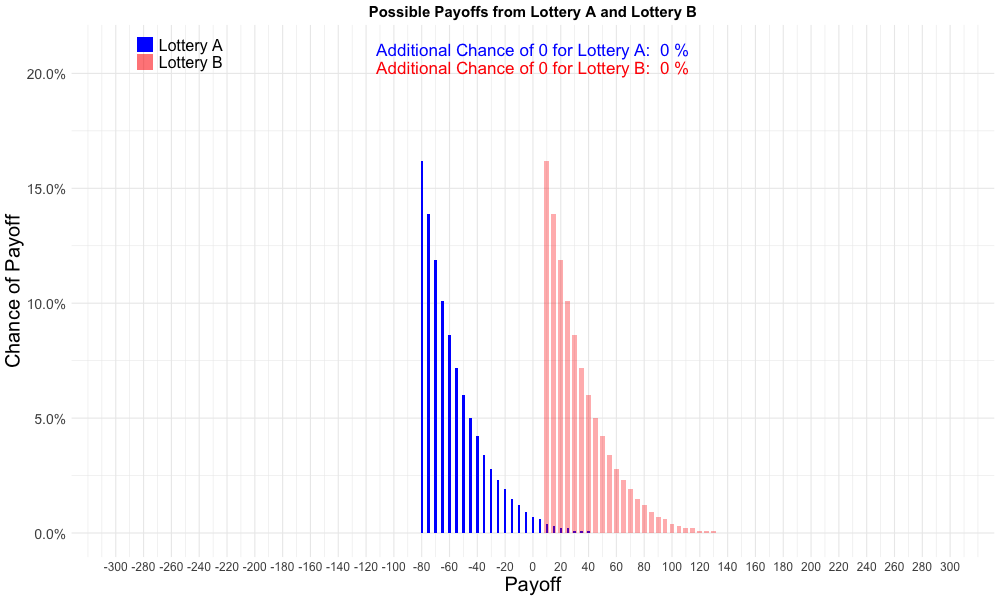 Possible Payoffs from Lottery A and Lottery B
Lottery A
Lottery B
Additional Chance of 0 for Lottery A:  0 %
Additional Chance of 0 for Lottery B:  0 %
Chance of Payoff
20.0%
15.0%
10.0%
5.0%
0.0%
-300 -280 -260 -240 -220 -200 -180 -160 -140 -120 -100 -80 -60 -40 -20 0 20 40 60 80 100 120 140 160 180 200 220 240 260 280 300
Payoff